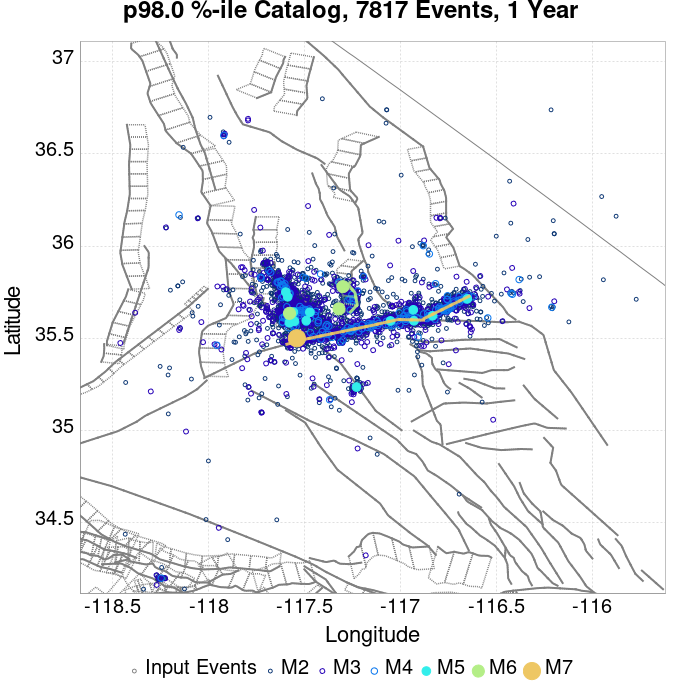 p98.0 %-ile Catalog, 7817 Events, 1 Year
37
36.5
36
35.5
35
34.5
Latitude
-118.5 -118 -117.5 -117 -116.5 -116
Longitude
Input Events M2 M3 M4 M5 M6 M7